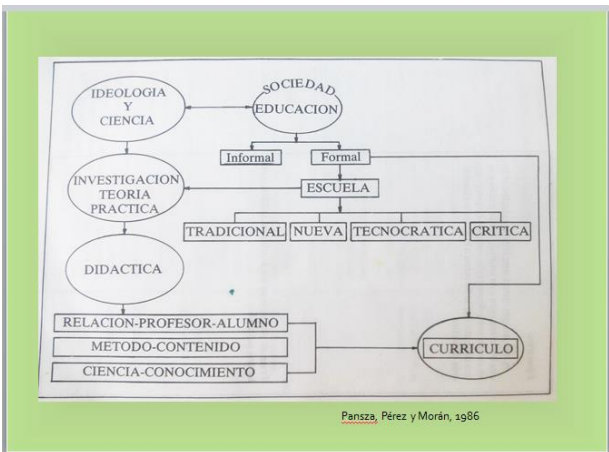 IDEOLOGIA
Y
CIENCIA
SOCIEDAD
EDUCACION
Informal
Formal
INVESTIGACION
TEORIA
PRACTICA
ESCUELA
TRADICIONAL
NUEVA
TECNOCRATICA
CRITICA
DIDACTICA
RELACION-PROFESOR-ALUMNO
METODO-CONTENIDO
CIENCIA-CONOCIMIENTO
CURRICULO
Pansza, Pérez y Morán, 1986